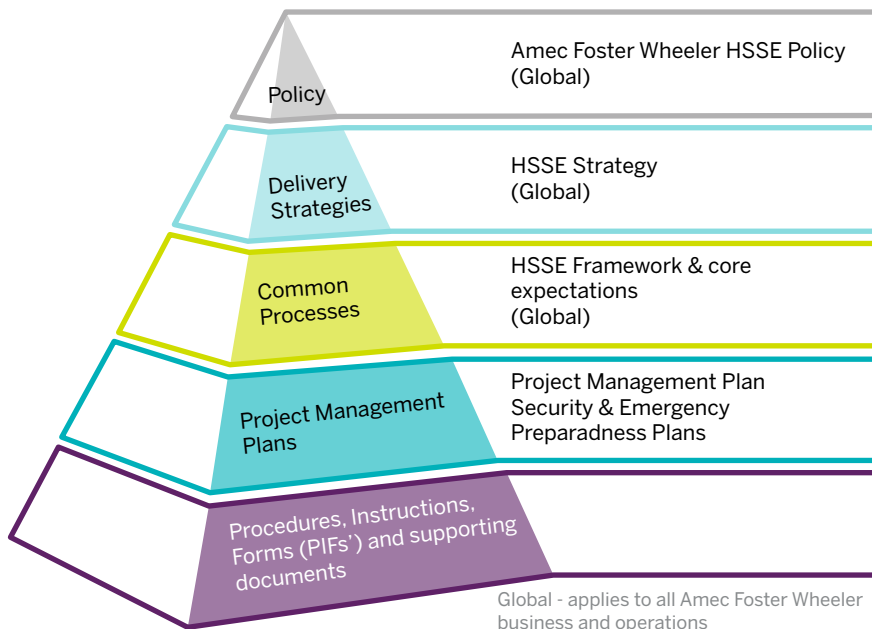 Policy
Amec Foster Wheeler HSSE Policy
(Global)
Delivery
Strategies
HSSE Strategy
(Global)
Common
Processes
HSSE Framework & core
expectations
(Global)
Project Management
Plans
Project Management Plan
Security & Emergency
Preparadness Plans
Procedures, Instructions,
Forms (PIFs’) and supporting
documents
Global - applies to all Amec Foster Wheeler
business and operations